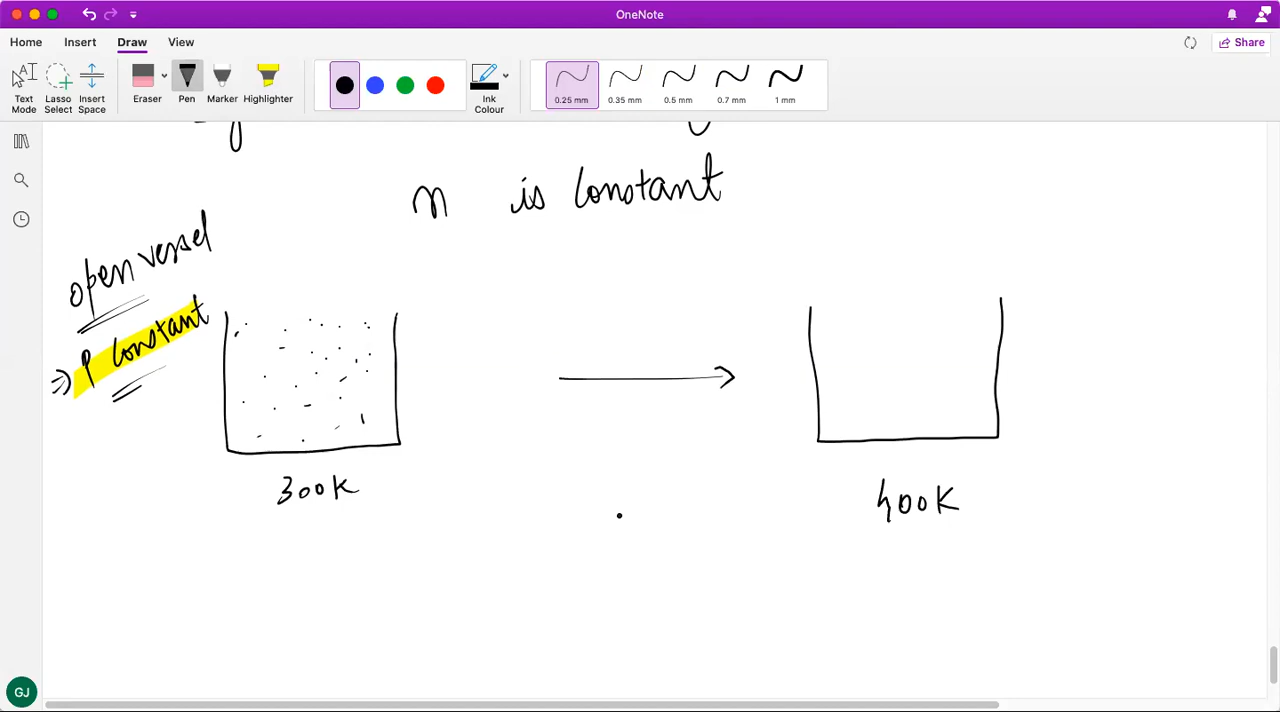 OneNote
Home Insert Draw View Share
Text Mode Lasso Select Insert Space Eraser Pen Marker Highlighter Ink Colour 0.25 mm 0.35 mm 0.5 mm 0.7 mm 1 mm
n is constant
open vessel
⇒ P constant
300K
400K
GJ